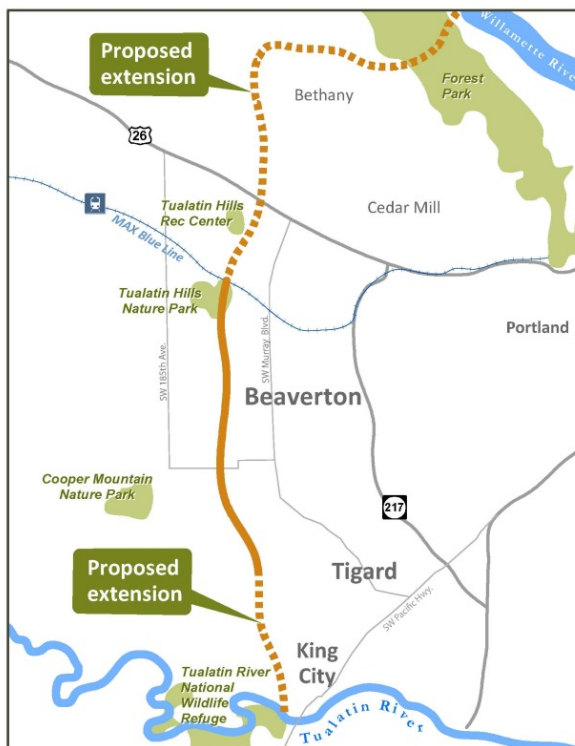 Proposed
extension
Willamette River
Forest
Park
Bethany
26
Cedar Mill
Tualatin Hills
Rec Center
MAX Blue Line
Tualatin Hills
Nature Park
Portland
SW 185th Ave.
SW Murray Blvd.
Beaverton
Cooper Mountain
Nature Park
217
Proposed
extension
Tigard
SW Pacific Hwy.
King
City
Tualatin River
National
Wildlife
Refuge
Tualatin River